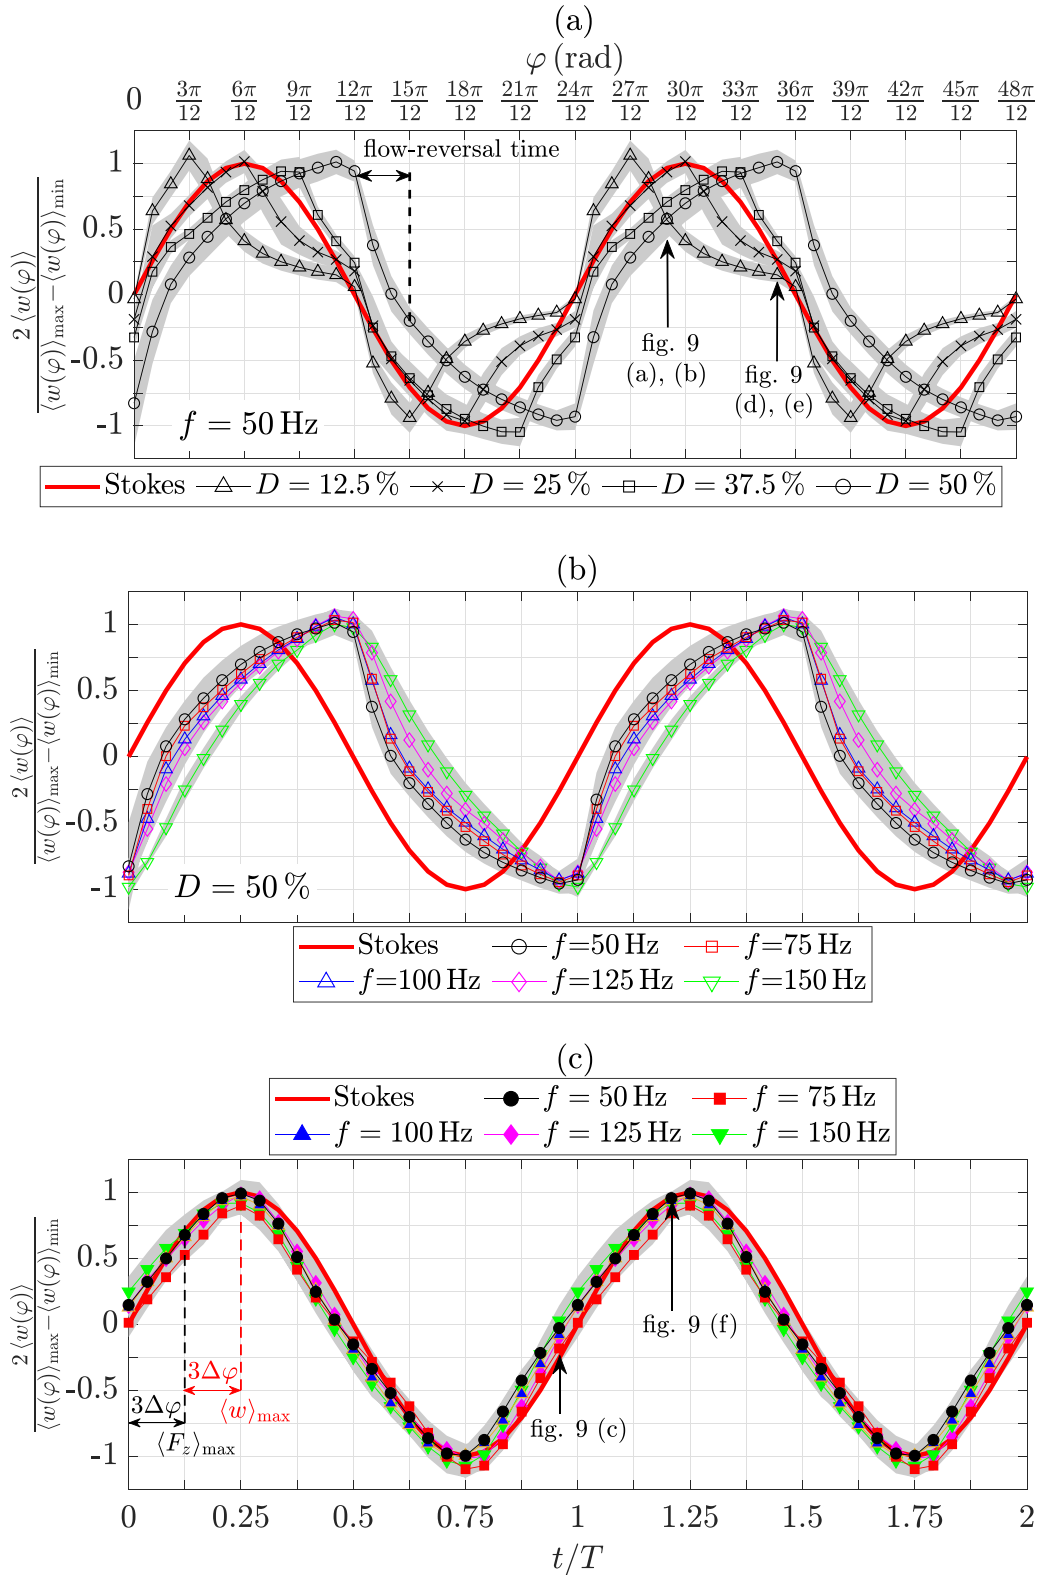 (a)
φ (rad)
0 3π/12 6π/12 9π/12 12π/12 15π/12 18π/12 21π/12 24π/12 27π/12 30π/12 33π/12 36π/12 39π/12 42π/12 45π/12 48π/12
flow-reversal time
1
0.5
0
-0.5
-1
2⟨w(φ)⟩ / ⟨w(φ)⟩max−⟨w(φ)⟩min
fig. 9
(a), (b)
fig. 9
(d), (e)
f = 50 Hz
Stokes D = 12.5 % D = 25 % D = 37.5 % D = 50 %
(b)
1
0.5
0
-0.5
-1
2⟨w(φ)⟩ / ⟨w(φ)⟩max−⟨w(φ)⟩min
D = 50 %
Stokes f=50 Hz f=75 Hz
f=100 Hz f=125 Hz f=150 Hz
(c)
Stokes f = 50 Hz f = 75 Hz
f = 100 Hz f = 125 Hz f = 150 Hz
1
0.5
0
-0.5
-1
2⟨w(φ)⟩ / ⟨w(φ)⟩max−⟨w(φ)⟩min
fig. 9 (f)
3Δφ
⟨w⟩max
3Δφ
⟨Fz⟩max
fig. 9 (c)
0 0.25 0.5 0.75 1 1.25 1.5 1.75 2
t/T